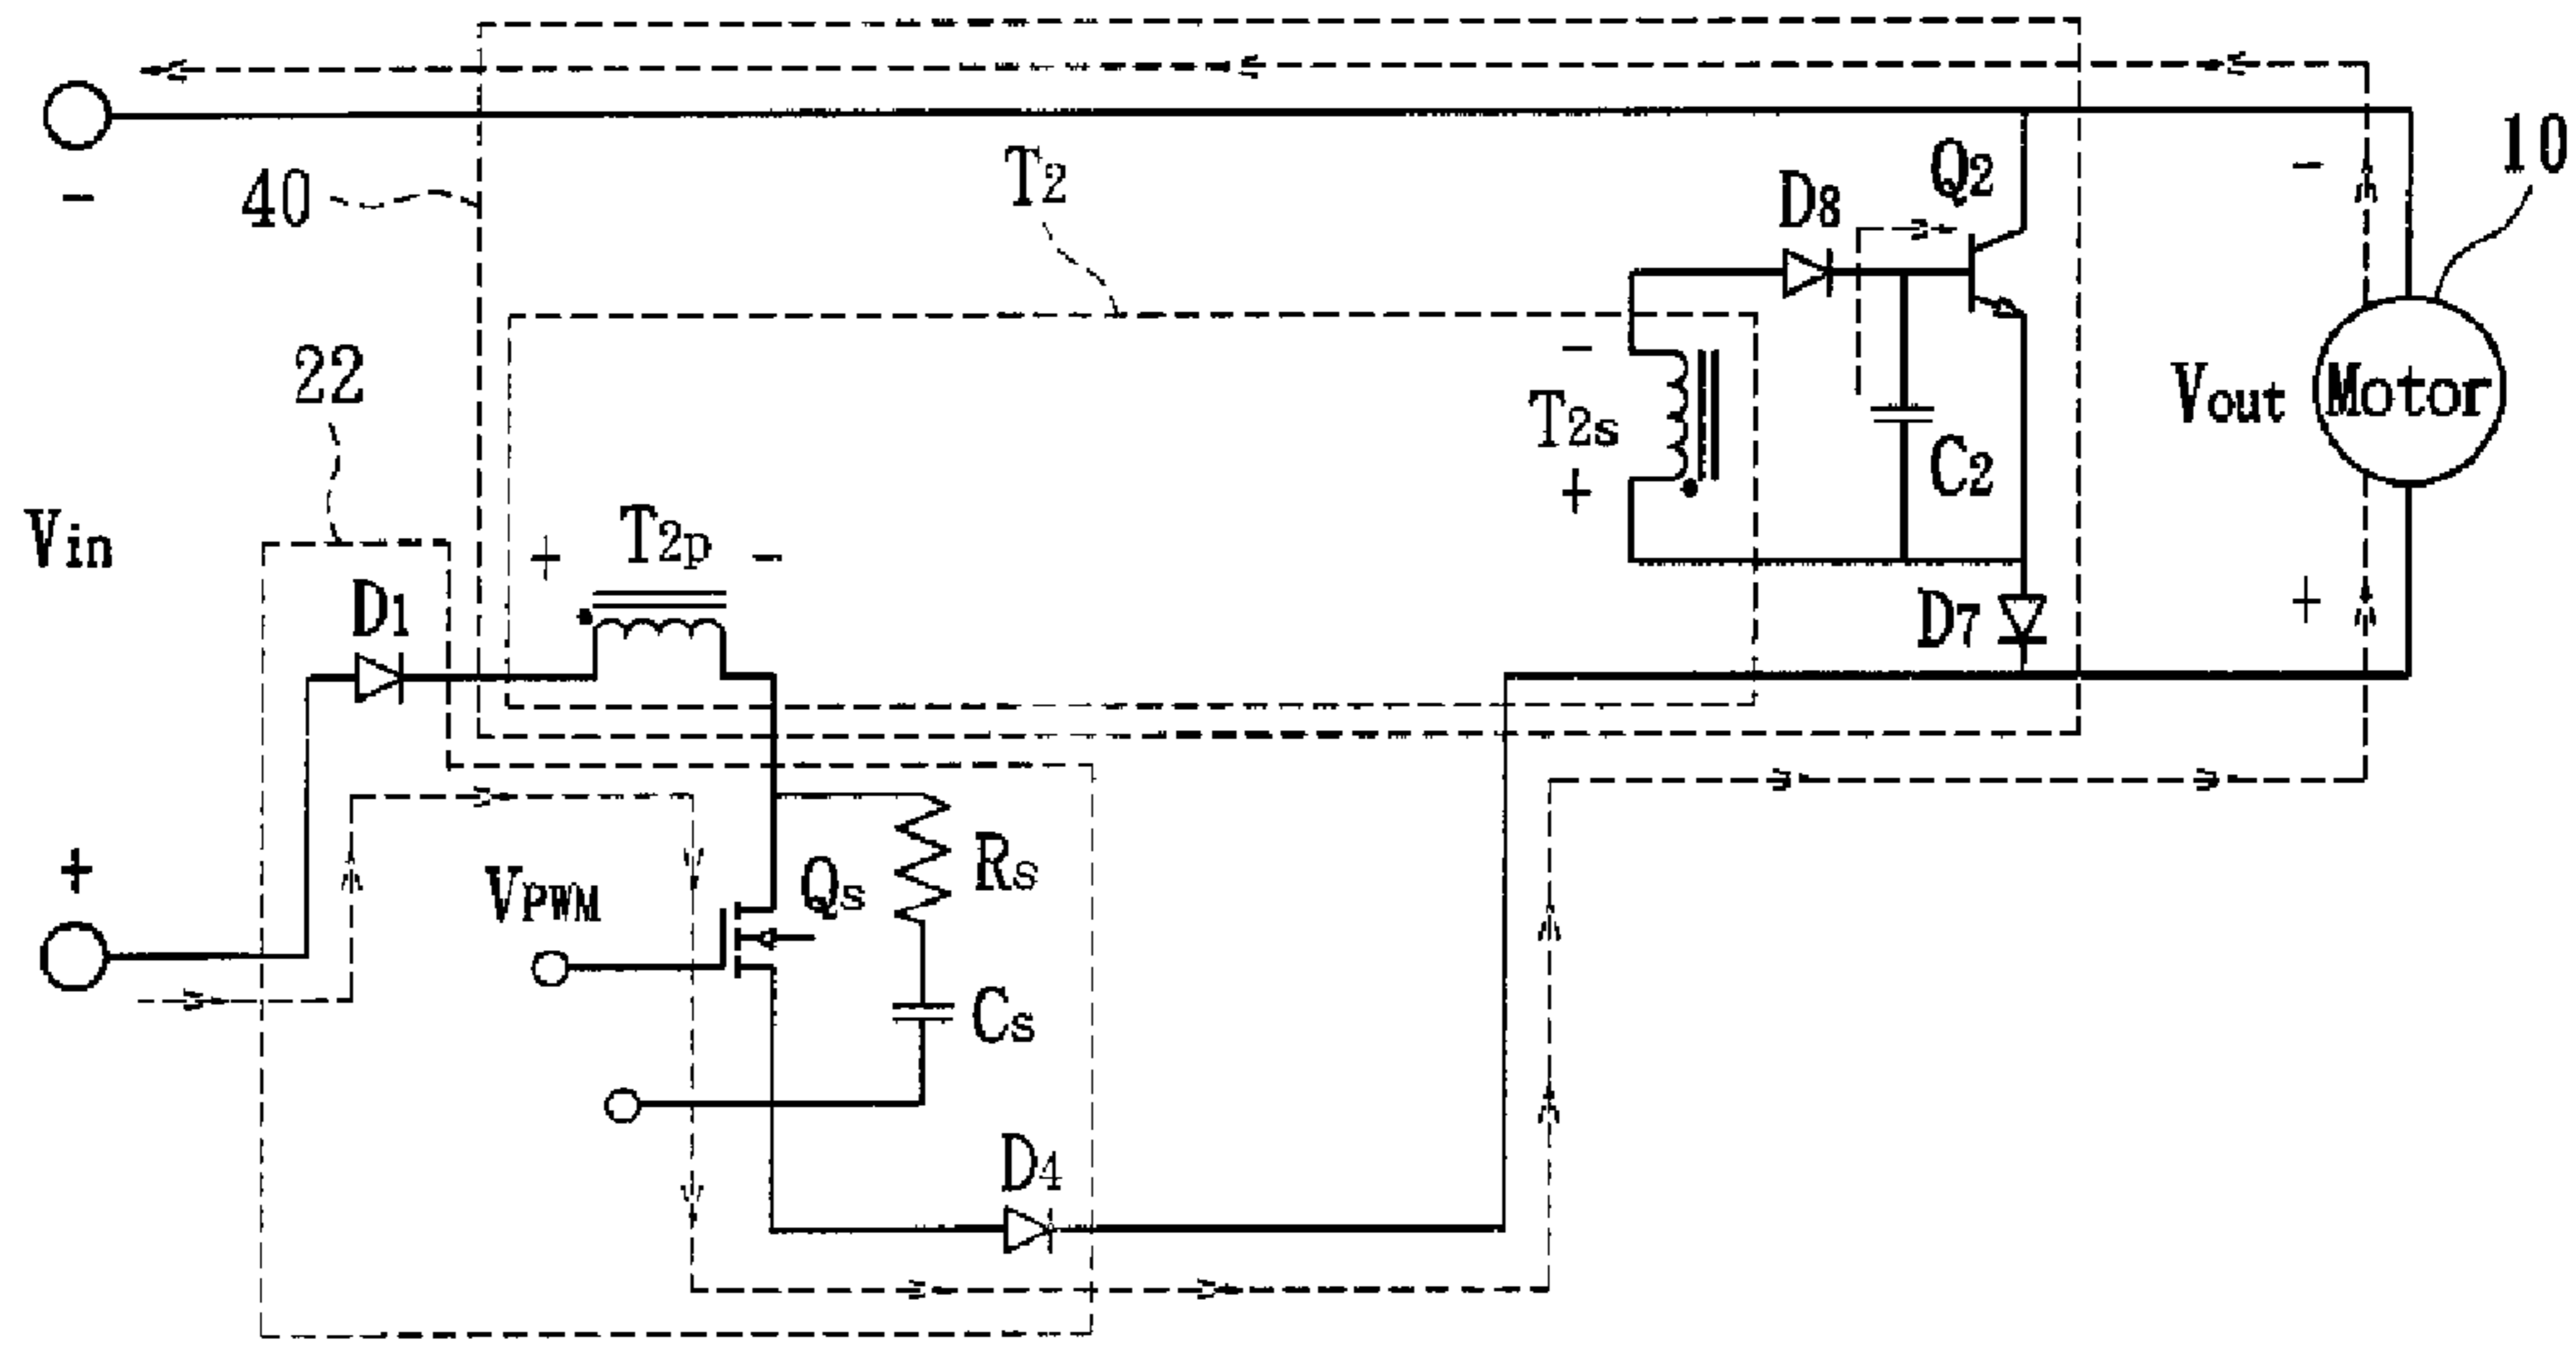 -
40
T2
D8
Q2
-
10
22
-
T2s
+
C2
Vout
Motor
Vin
+
T2p
-
D1
D7
+
+
VPWM
Qs
Rs
Cs
D4